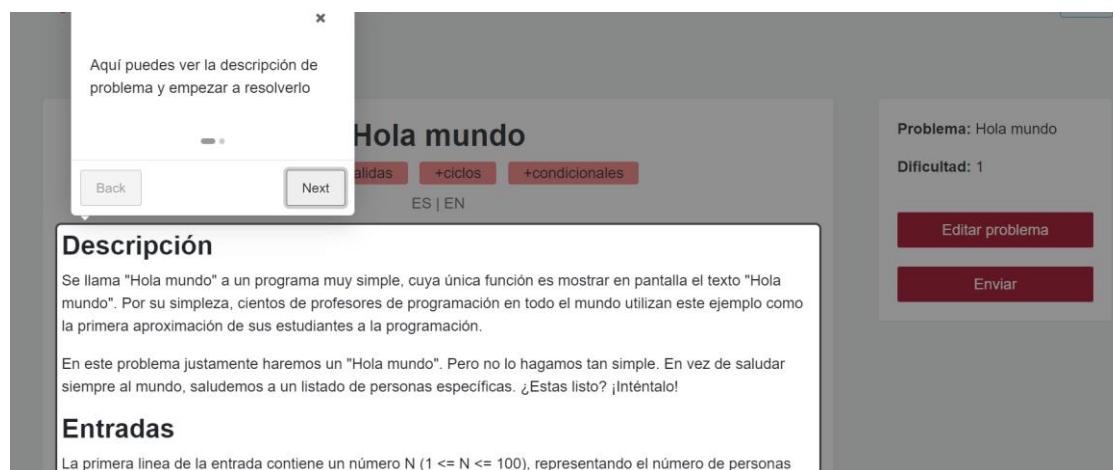 ×
Aquí puedes ver la descripción de
problema y empezar a resolverlo
Back
Next
Hola mundo
+ciclos
+condicionales
ES | EN
Descripción
Se llama "Hola mundo" a un programa muy simple, cuya única función es mostrar en pantalla el texto "Hola
mundo". Por su simpleza, cientos de profesores de programación en todo el mundo utilizan este ejemplo como
la primera aproximación de sus estudiantes a la programación.
En este problema justamente haremos un "Hola mundo". Pero no lo hagamos tan simple. En vez de saludar
siempre al mundo, saludemos a un listado de personas específicas. ¿Estas listo? ¡Inténtalo!
Entradas
La primera linea de la entrada contiene un número N (1 <= N <= 100), representando el número de personas
Problema: Hola mundo
Dificultad: 1
Editar problema
Enviar